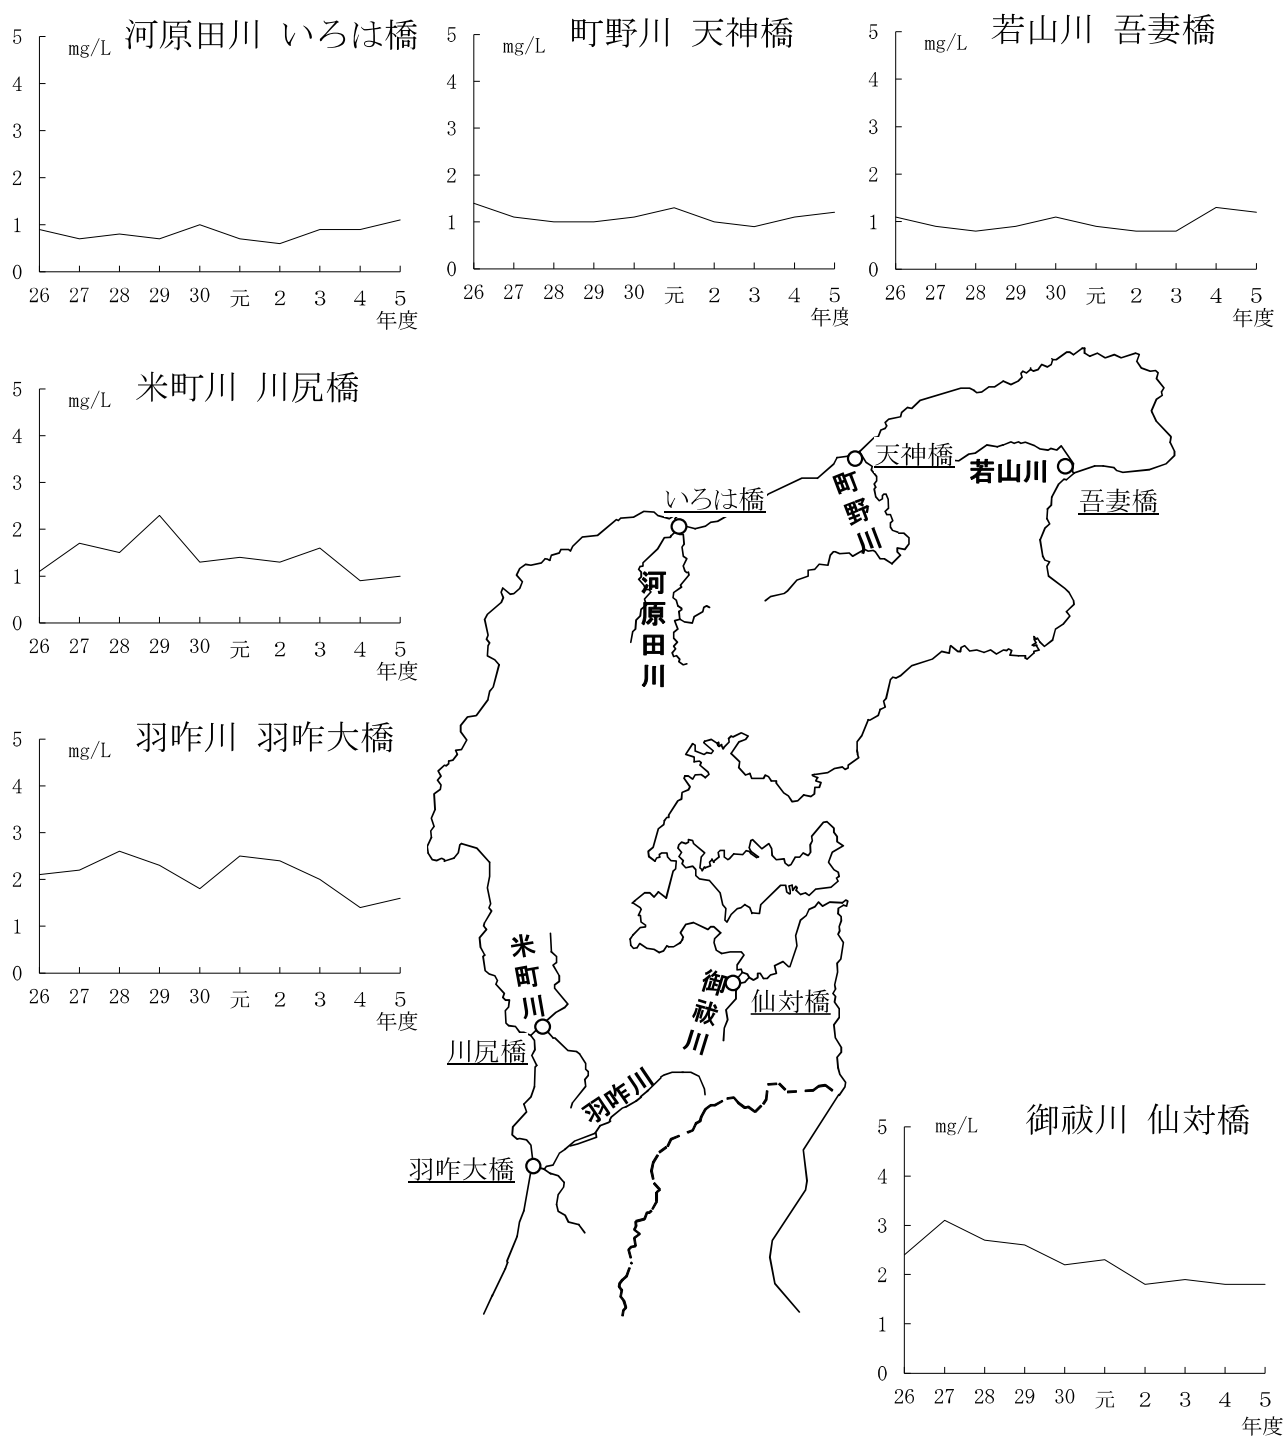 河原田川 いろは橋
mg/L
5
4
3
2
1
0
26 27 28 29 30 元 2 3 4 5
年度
町野川 天神橋
mg/L
5
4
3
2
1
0
26 27 28 29 30 元 2 3 4 5
年度
若山川 吾妻橋
mg/L
5
4
3
2
1
0
26 27 28 29 30 元 2 3 4 5
年度
米町川 川尻橋
mg/L
5
4
3
2
1
0
26 27 28 29 30 元 2 3 4 5
年度
羽咋川 羽咋大橋
mg/L
5
4
3
2
1
0
26 27 28 29 30 元 2 3 4 5
年度
天神橋
若山川
吾妻橋
町野川
いろは橋
河原田川
米町川
御祓川
仙対橋
川尻橋
羽咋川
羽咋大橋
御祓川 仙対橋
mg/L
5
4
3
2
1
0
26 27 28 29 30 元 2 3 4 5
年度